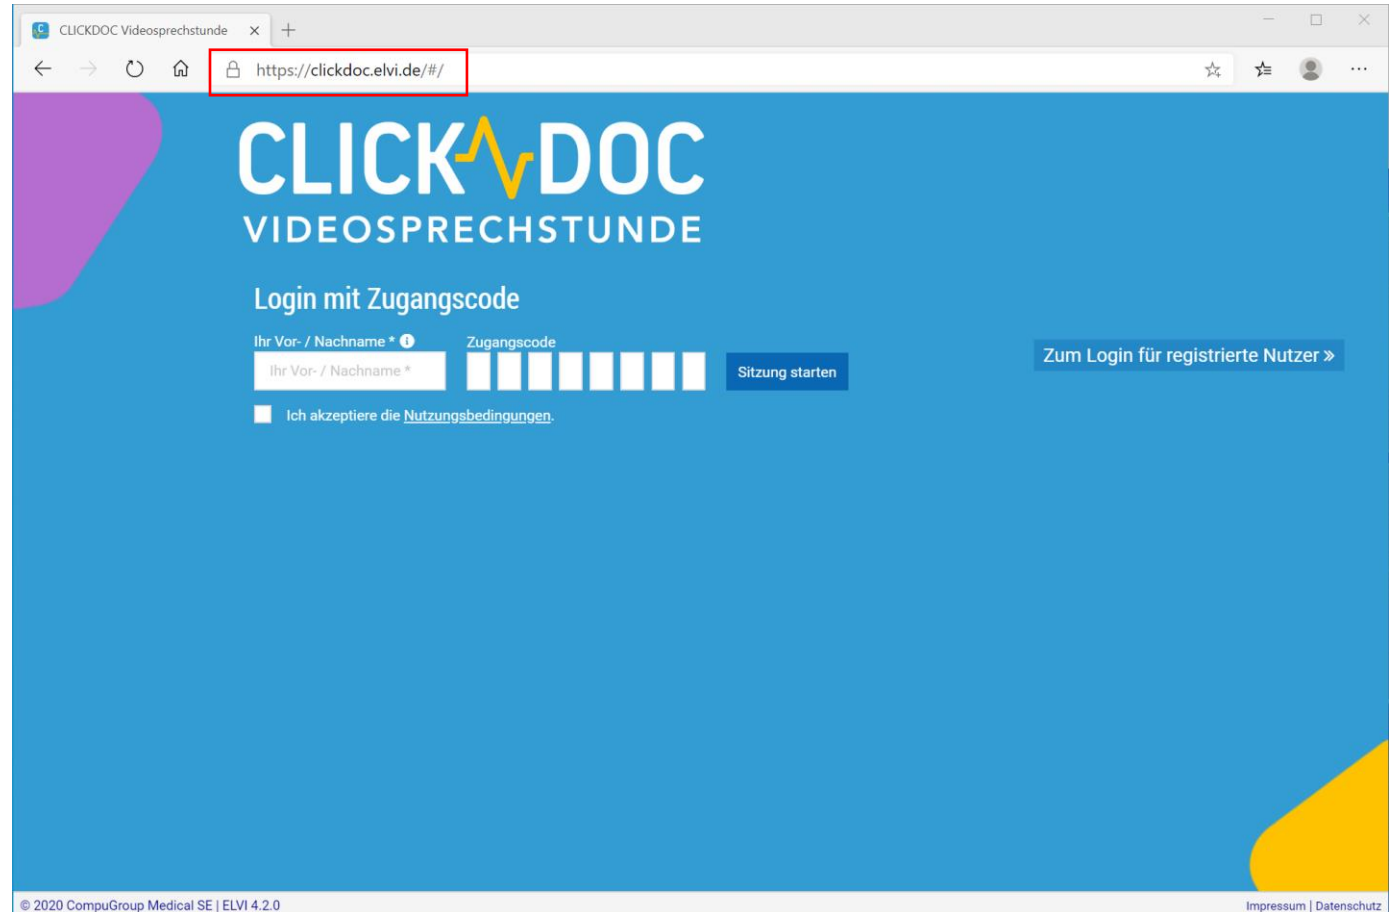 CLICKDOC Videosprechstunde
https://clickdoc.elvi.de/#/
CLICK DOC
VIDEOSPRECHSTUNDE
Login mit Zugangscode
Ihr Vor- / Nachname * Zugangscode
Ihr Vor- / Nachname *
Sitzung starten
Zum Login für registrierte Nutzer »
Ich akzeptiere die Nutzungsbedingungen.
© 2020 CompuGroup Medical SE | ELVI 4.2.0
Impressum | Datenschutz